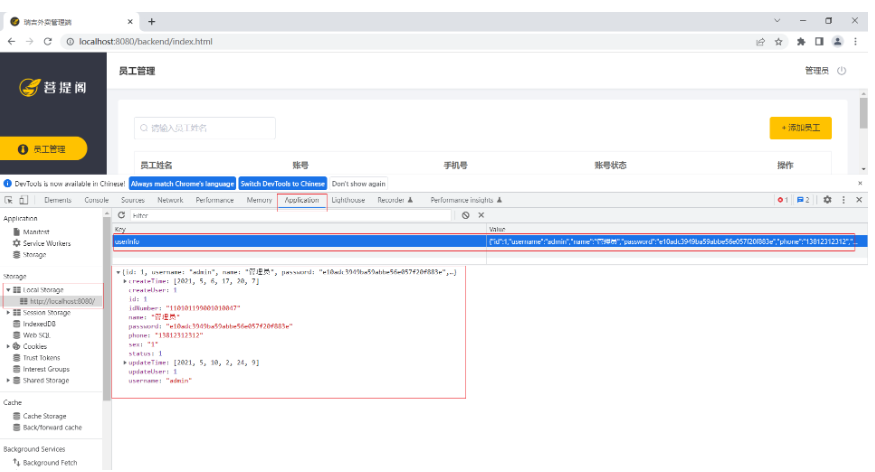 瑞吉外卖管理端
localhost:8080/backend/index.html
菩提阁
员工管理
管理员
请输入员工姓名
+ 添加员工
员工管理
员工姓名 账号 手机号 账号状态 操作
DevTools is now available in Chinese! Always match Chrome's language Switch DevTools to Chinese Don't show again
Elements Console Sources Network Performance Memory Application Lighthouse Recorder Performance insights 1 2
Application
Manifest
Service Workers
Storage
Storage
Local Storage
http://localhost:8080/
Session Storage
IndexedDB
Web SQL
Cookies
Trust Tokens
Interest Groups
Shared Storage
Cache
Cache Storage
Back/forward cache
Background Services
Background Fetch
Filter
Key Value
userInfo {"id":1,"username":"admin","name":"管理员","password":"e10adc3949ba59abbe56e057f20f883e","phone":"13812312312","...
{id: 1, username: "admin", name: "管理员", password: "e10adc3949ba59abbe56e057f20f883e",…}
createTime: [2021, 5, 6, 17, 20, 7]
createUser: 1
id: 1
idNumber: "110101199001010047"
name: "管理员"
password: "e10adc3949ba59abbe56e057f20f883e"
phone: "13812312312"
sex: "1"
status: 1
updateTime: [2021, 5, 10, 2, 24, 9]
updateUser: 1
username: "admin"